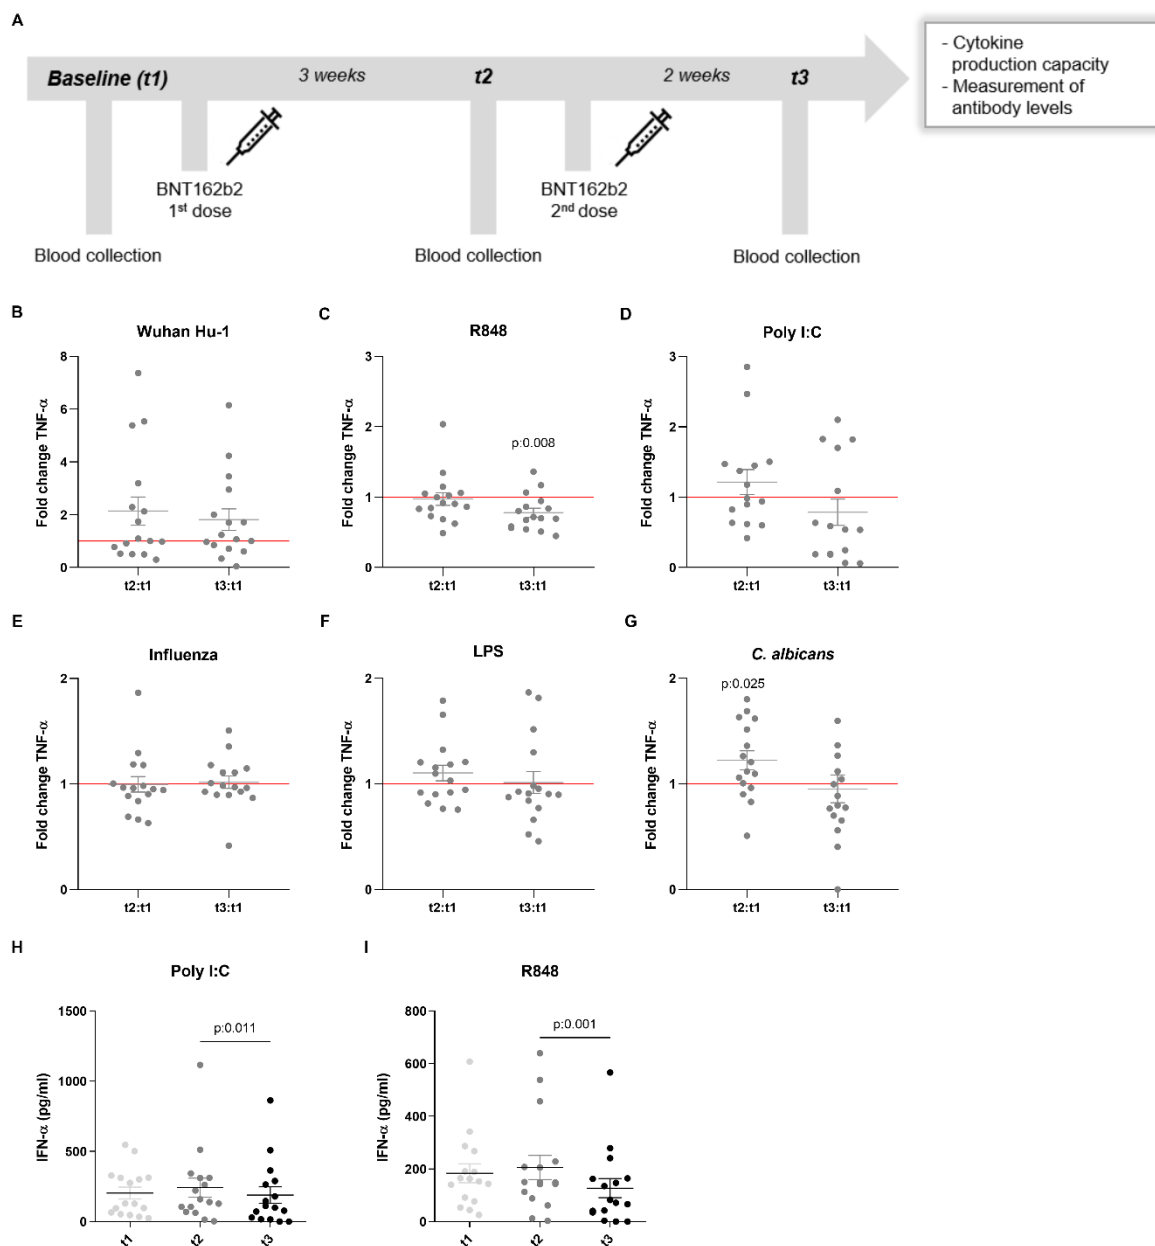 A
Baseline (t1)
3 weeks
t2
2 weeks
t3
- Cytokine
production capacity
- Measurement of
antibody levels
BNT162b2
1st dose
BNT162b2
2nd dose
Blood collection
Blood collection
Blood collection
B
Wuhan Hu-1
Fold change TNF-α
8
6
4
2
0
t2:t1
t3:t1
C
R848
Fold change TNF-α
3
2
1
0
p:0.008
t2:t1
t3:t1
D
Poly I:C
Fold change TNF-α
3
2
1
0
t2:t1
t3:t1
E
Influenza
Fold change TNF-α
2
1
0
t2:t1
t3:t1
F
LPS
Fold change TNF-α
2
1
0
t2:t1
t3:t1
G
C. albicans
Fold change TNF-α
2
1
0
p:0.025
t2:t1
t3:t1
H
Poly I:C
IFN-α (pg/ml)
1500
1000
500
0
p:0.011
t1
t2
t3
I
R848
IFN-α (pg/ml)
800
600
400
200
0
p:0.001
t1
t2
t3